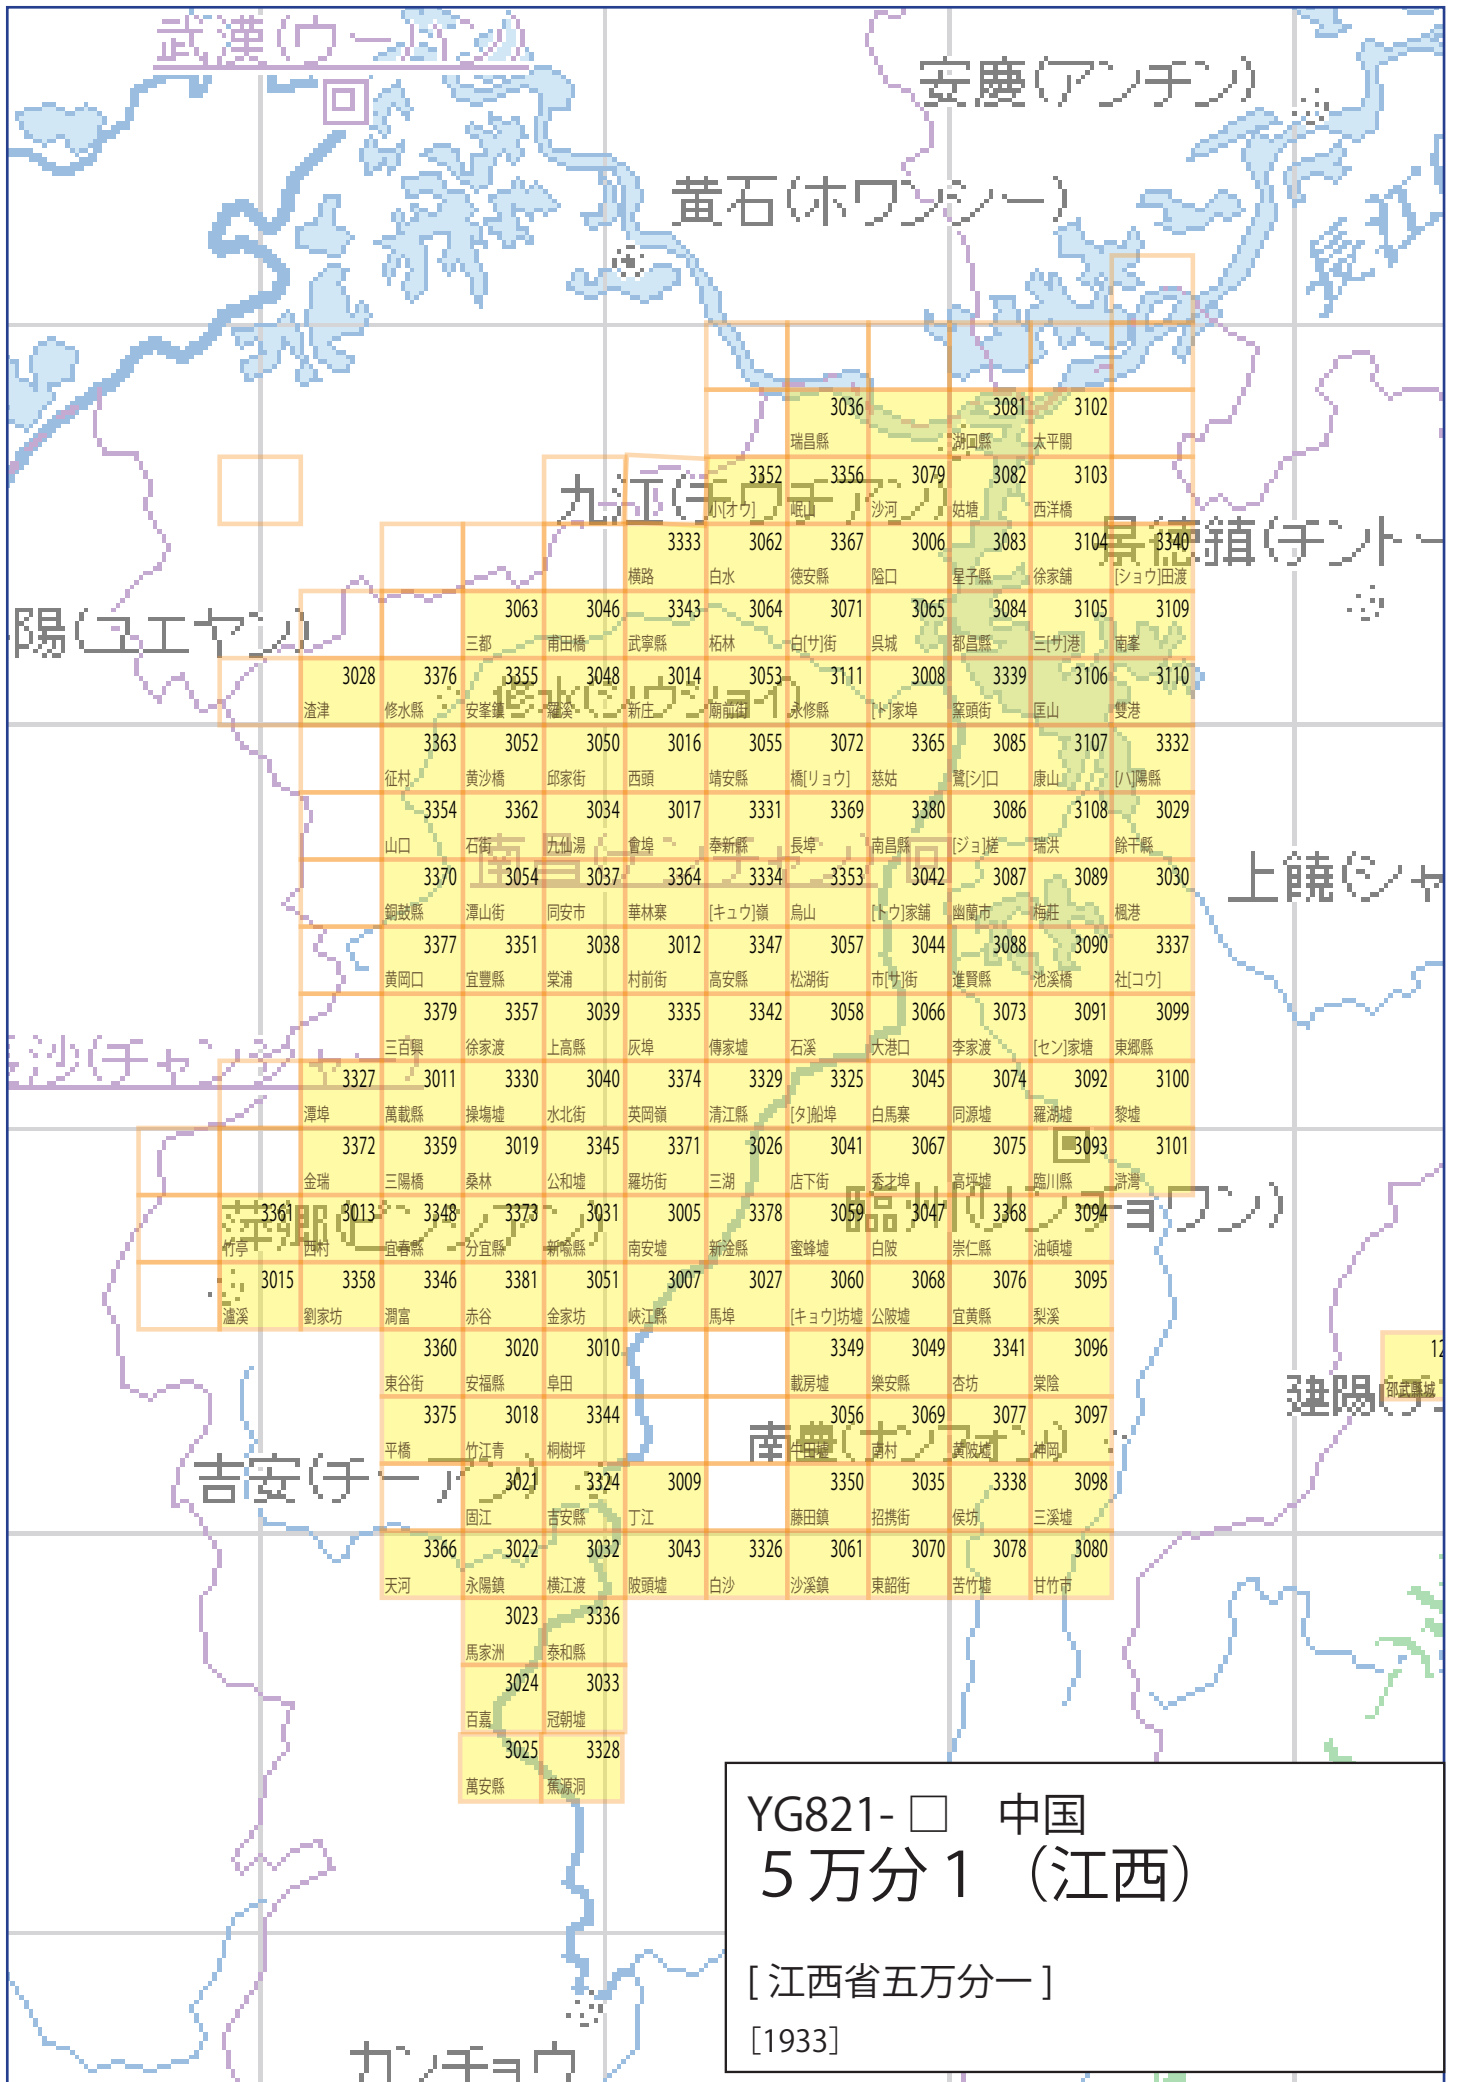 武漢(ウーハン)
安慶(アンチン)
黄石(ホワンシー)
長江
3036 3081 3102
瑞昌縣 湖口縣 太平關
九江(チウチアン)
3352 3356 3079 3082 3103
小[オウ] 岷山 沙河 姑塘 西洋橋
景徳鎮(チントー
3333 3062 3367 3006 3083 3104 3340
横路 白水 徳安縣 隘口 星子縣 徐家舗 [ショウ]田渡
陽(ユエヤン)
3063 3046 3343 3064 3071 3065 3084 3105 3109
三都 甫田橋 武寧縣 柘林 白[サ]街 呉城 都昌縣 三[サ]港 南峯
修水(シウショイ)
3028 3376 3355 3048 3014 3053 3111 3008 3339 3106 3110
渣津 修水縣 安峯鎮 羅溪 新庄 廟前街 永修縣 [ト]家埠 窯頭街 匡山 雙港
3363 3052 3050 3016 3055 3072 3365 3085 3107 3332
征村 黄沙橋 邱家街 西頭 靖安縣 橋[リョウ] 慈姑 鷲[シ]口 康山 [ハ]陽縣
3354 3362 3034 3017 3331 3369 3380 3086 3108 3029
山口 石街 九仙湯 會埠 奉新縣 長埠 南昌縣 [ジョ]槎 瑞洪 餘干縣
南昌(ナンチャン)
上饒(シャ
3370 3054 3037 3364 3334 3353 3042 3087 3089 3030
銅鼓縣 潭山街 同安市 華林寨 [キュウ]嶺 烏山 [トウ]家舗 幽蘭市 梅莊 楓港
3377 3351 3038 3012 3347 3057 3044 3088 3090 3337
黄岡口 宜豐縣 棠浦 村前街 高安縣 松湖街 市[サ]街 進賢縣 池溪橋 社[コウ]
3379 3357 3039 3335 3342 3058 3066 3073 3091 3099
三百興 徐家渡 上高縣 灰埠 傳家墟 石溪 大港口 李家渡 [セン]家塘 東郷縣
沙(チャンシャー)
3327 3011 3330 3040 3374 3329 3325 3045 3074 3092 3100
潭埠 萬載縣 操塲墟 水北街 英岡嶺 清江縣 [タ]船埠 白馬寨 同源墟 羅湖墟 黎墟
3372 3359 3019 3345 3371 3026 3041 3067 3075 3093 3101
金瑞 三陽橋 桑林 公和墟 羅坊街 三湖 店下街 秀才埠 高坪墟 臨川縣 滸灣
萍郷(ピンシアン)
臨川(リンチョワン)
3361 3013 3348 3373 3031 3005 3378 3059 3047 3368 3094
竹亭 西村 宜春縣 分宜縣 新喩縣 南安墟 新淦縣 蜜蜂墟 白陂 崇仁縣 油頓墟
3015 3358 3346 3381 3051 3007 3027 3060 3068 3076 3095
瀘溪 劉家坊 澗富 赤谷 金家坊 峽江縣 馬埠 [キョウ]坊墟 公陂墟 宜黄縣 梨溪
3360 3020 3010 3349 3049 3341 3096 12
東谷街 安福縣 阜田 載房墟 樂安縣 杏坊 棠陰 邵武縣城
建陽(チ
3375 3018 3344 3056 3069 3077 3097
平橋 竹江青 桐樹坪 牛田墟 南村 黄陂墟 神岡
南豊(ナンフォン)
吉安(チーアン)
3021 3324 3009 3350 3035 3338 3098
固江 吉安縣 丁江 藤田鎮 招携街 侯坊 三溪墟
3366 3022 3032 3043 3326 3061 3070 3078 3080
天河 永陽鎮 横江渡 陂頭墟 白沙 沙溪鎮 東韶街 苦竹墟 甘竹市
3023 3336
馬家洲 泰和縣
3024 3033
百嘉 冠朝墟
3025 3328
萬安縣 蕉源洞
カンチョウ
YG821- □ 中国
５万分１（江西）
[ 江西省五万分一 ]
[1933]